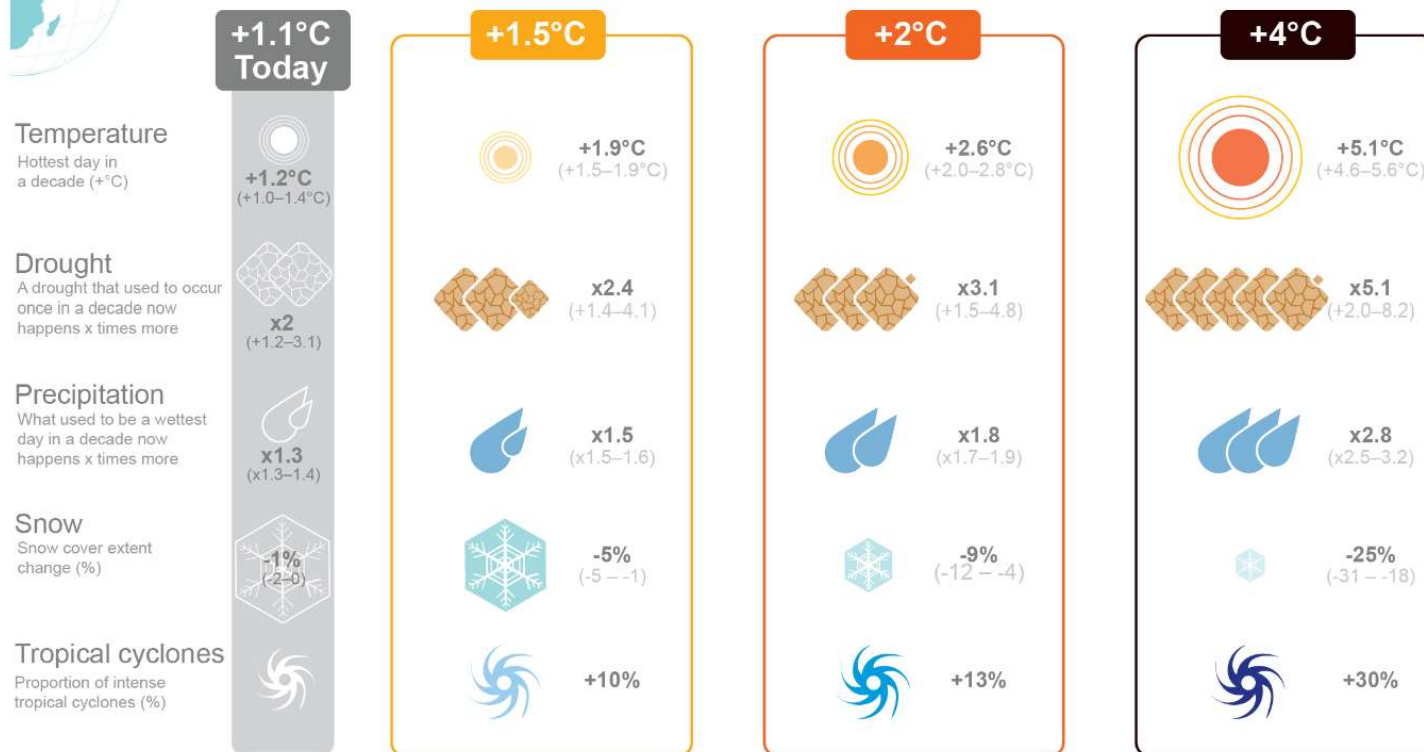 +1.1°C
Today
+1.5°C
+2°C
+4°C
Temperature
Hottest day in
a decade (+°C)
+1.2°C
(+1.0–1.4°C)
+1.9°C
(+1.5–1.9°C)
+2.6°C
(+2.0–2.8°C)
+5.1°C
(+4.6–5.6°C)
Drought
A drought that used to occur
once in a decade now
happens x times more
x2
(+1.2–3.1)
x2.4
(+1.4–4.1)
x3.1
(+1.5–4.8)
x5.1
(+2.0–8.2)
Precipitation
What used to be a wettest
day in a decade now
happens x times more
x1.3
(x1.3–1.4)
x1.5
(x1.5–1.6)
x1.8
(x1.7–1.9)
x2.8
(x2.5–3.2)
Snow
Snow cover extent
change (%)
-1%
(-2–0)
-5%
(-5 – -1)
-9%
(-12 – -4)
-25%
(-31 – -18)
Tropical cyclones
Proportion of intense
tropical cyclones (%)
+10%
+13%
+30%